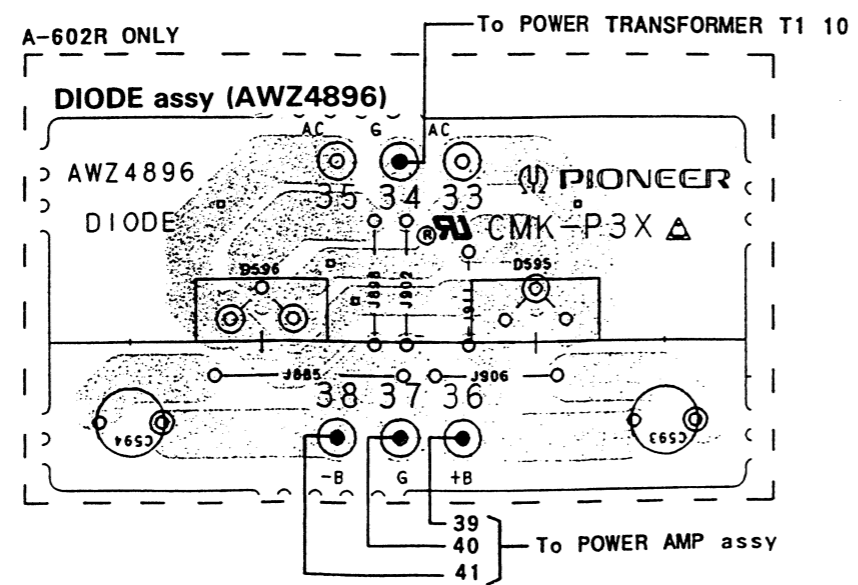 To POWER TRANSFORMER T1 10
A-602R ONLY
DIODE assy (AWZ4896)
AC G AC
AWZ4896
35 34 33
PIONEER
DIODE
® CMK-P3X
D596
J898
J902
J911
D595
J885
J906
38 37 36
C594
C593
-B G +B
39
40
41
To POWER AMP assy